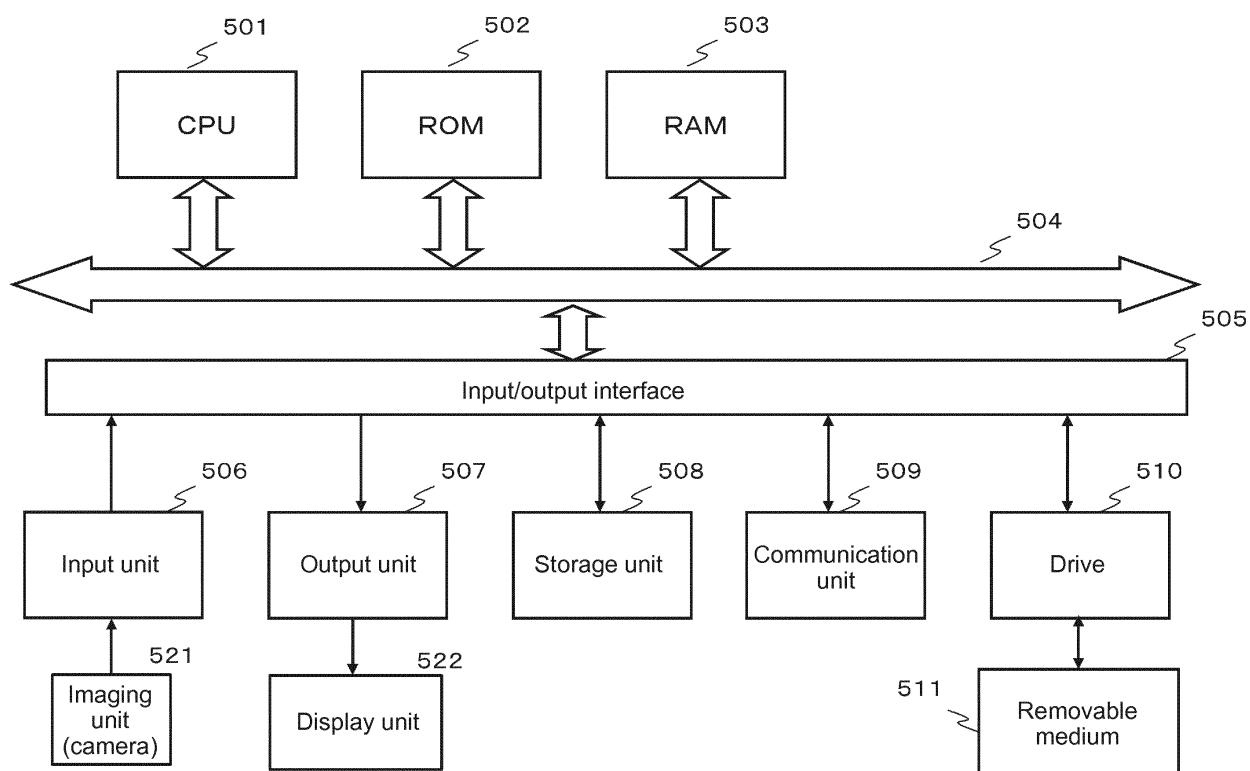 501
502
503
CPU
ROM
RAM
504
505
Input/output interface
506
507
508
509
510
Input unit
Output unit
Storage unit
Communication
unit
Drive
521
522
511
Imaging
unit
(camera)
Display unit
Removable
medium